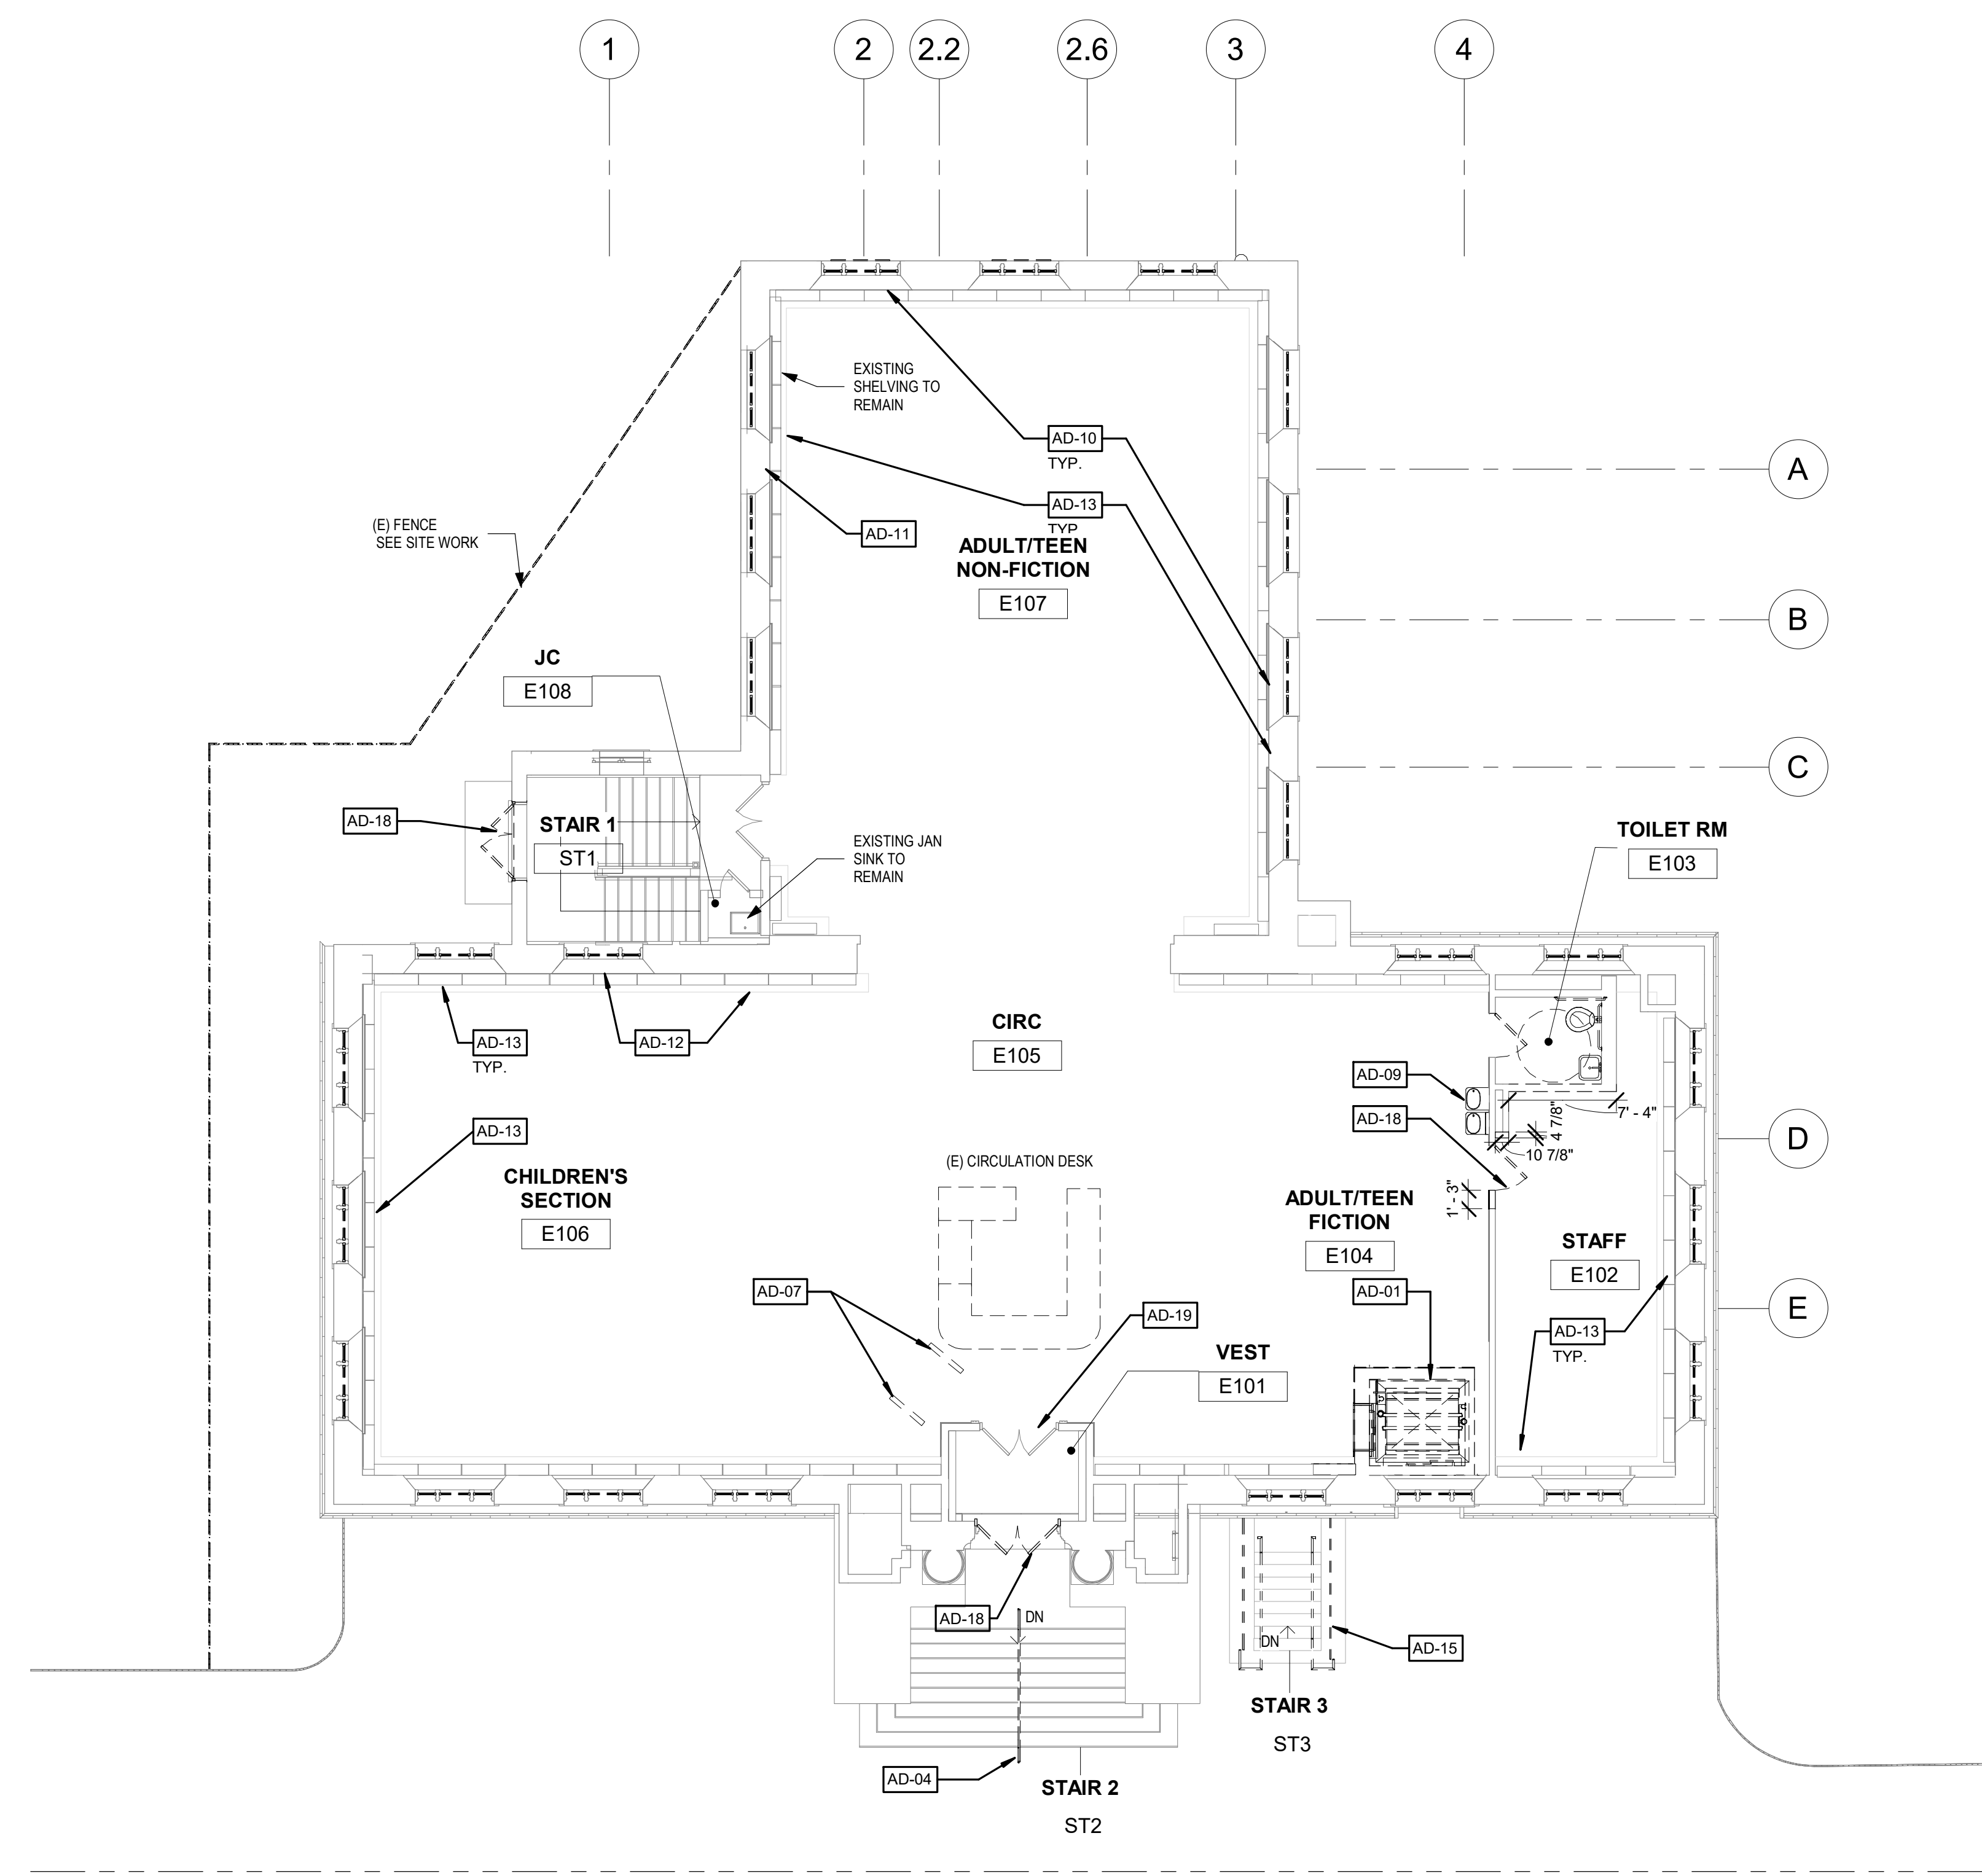 1
2
2.2
2.6
3
4
EXISTING
SHELVING TO
REMAIN
AD-10
TYP.
A
AD-13
TYP
(E) FENCE
SEE SITE WORK
AD-11
ADULT/TEEN
NON-FICTION
E107
B
JC
E108
C
AD-18
STAIR 1
ST1
EXISTING JAN
SINK TO
REMAIN
TOILET RM
E103
CIRC
E105
AD-13
TYP.
AD-12
AD-09
AD-18
7' - 4"
4 7/8"
10 7/8"
D
AD-13
(E) CIRCULATION DESK
CHILDREN'S
SECTION
E106
ADULT/TEEN
FICTION
E104
1' - 3"
STAFF
E102
AD-07
AD-19
AD-01
E
AD-13
TYP.
VEST
E101
AD-18
DN
DN
AD-15
STAIR 3
ST3
AD-04
STAIR 2
ST2